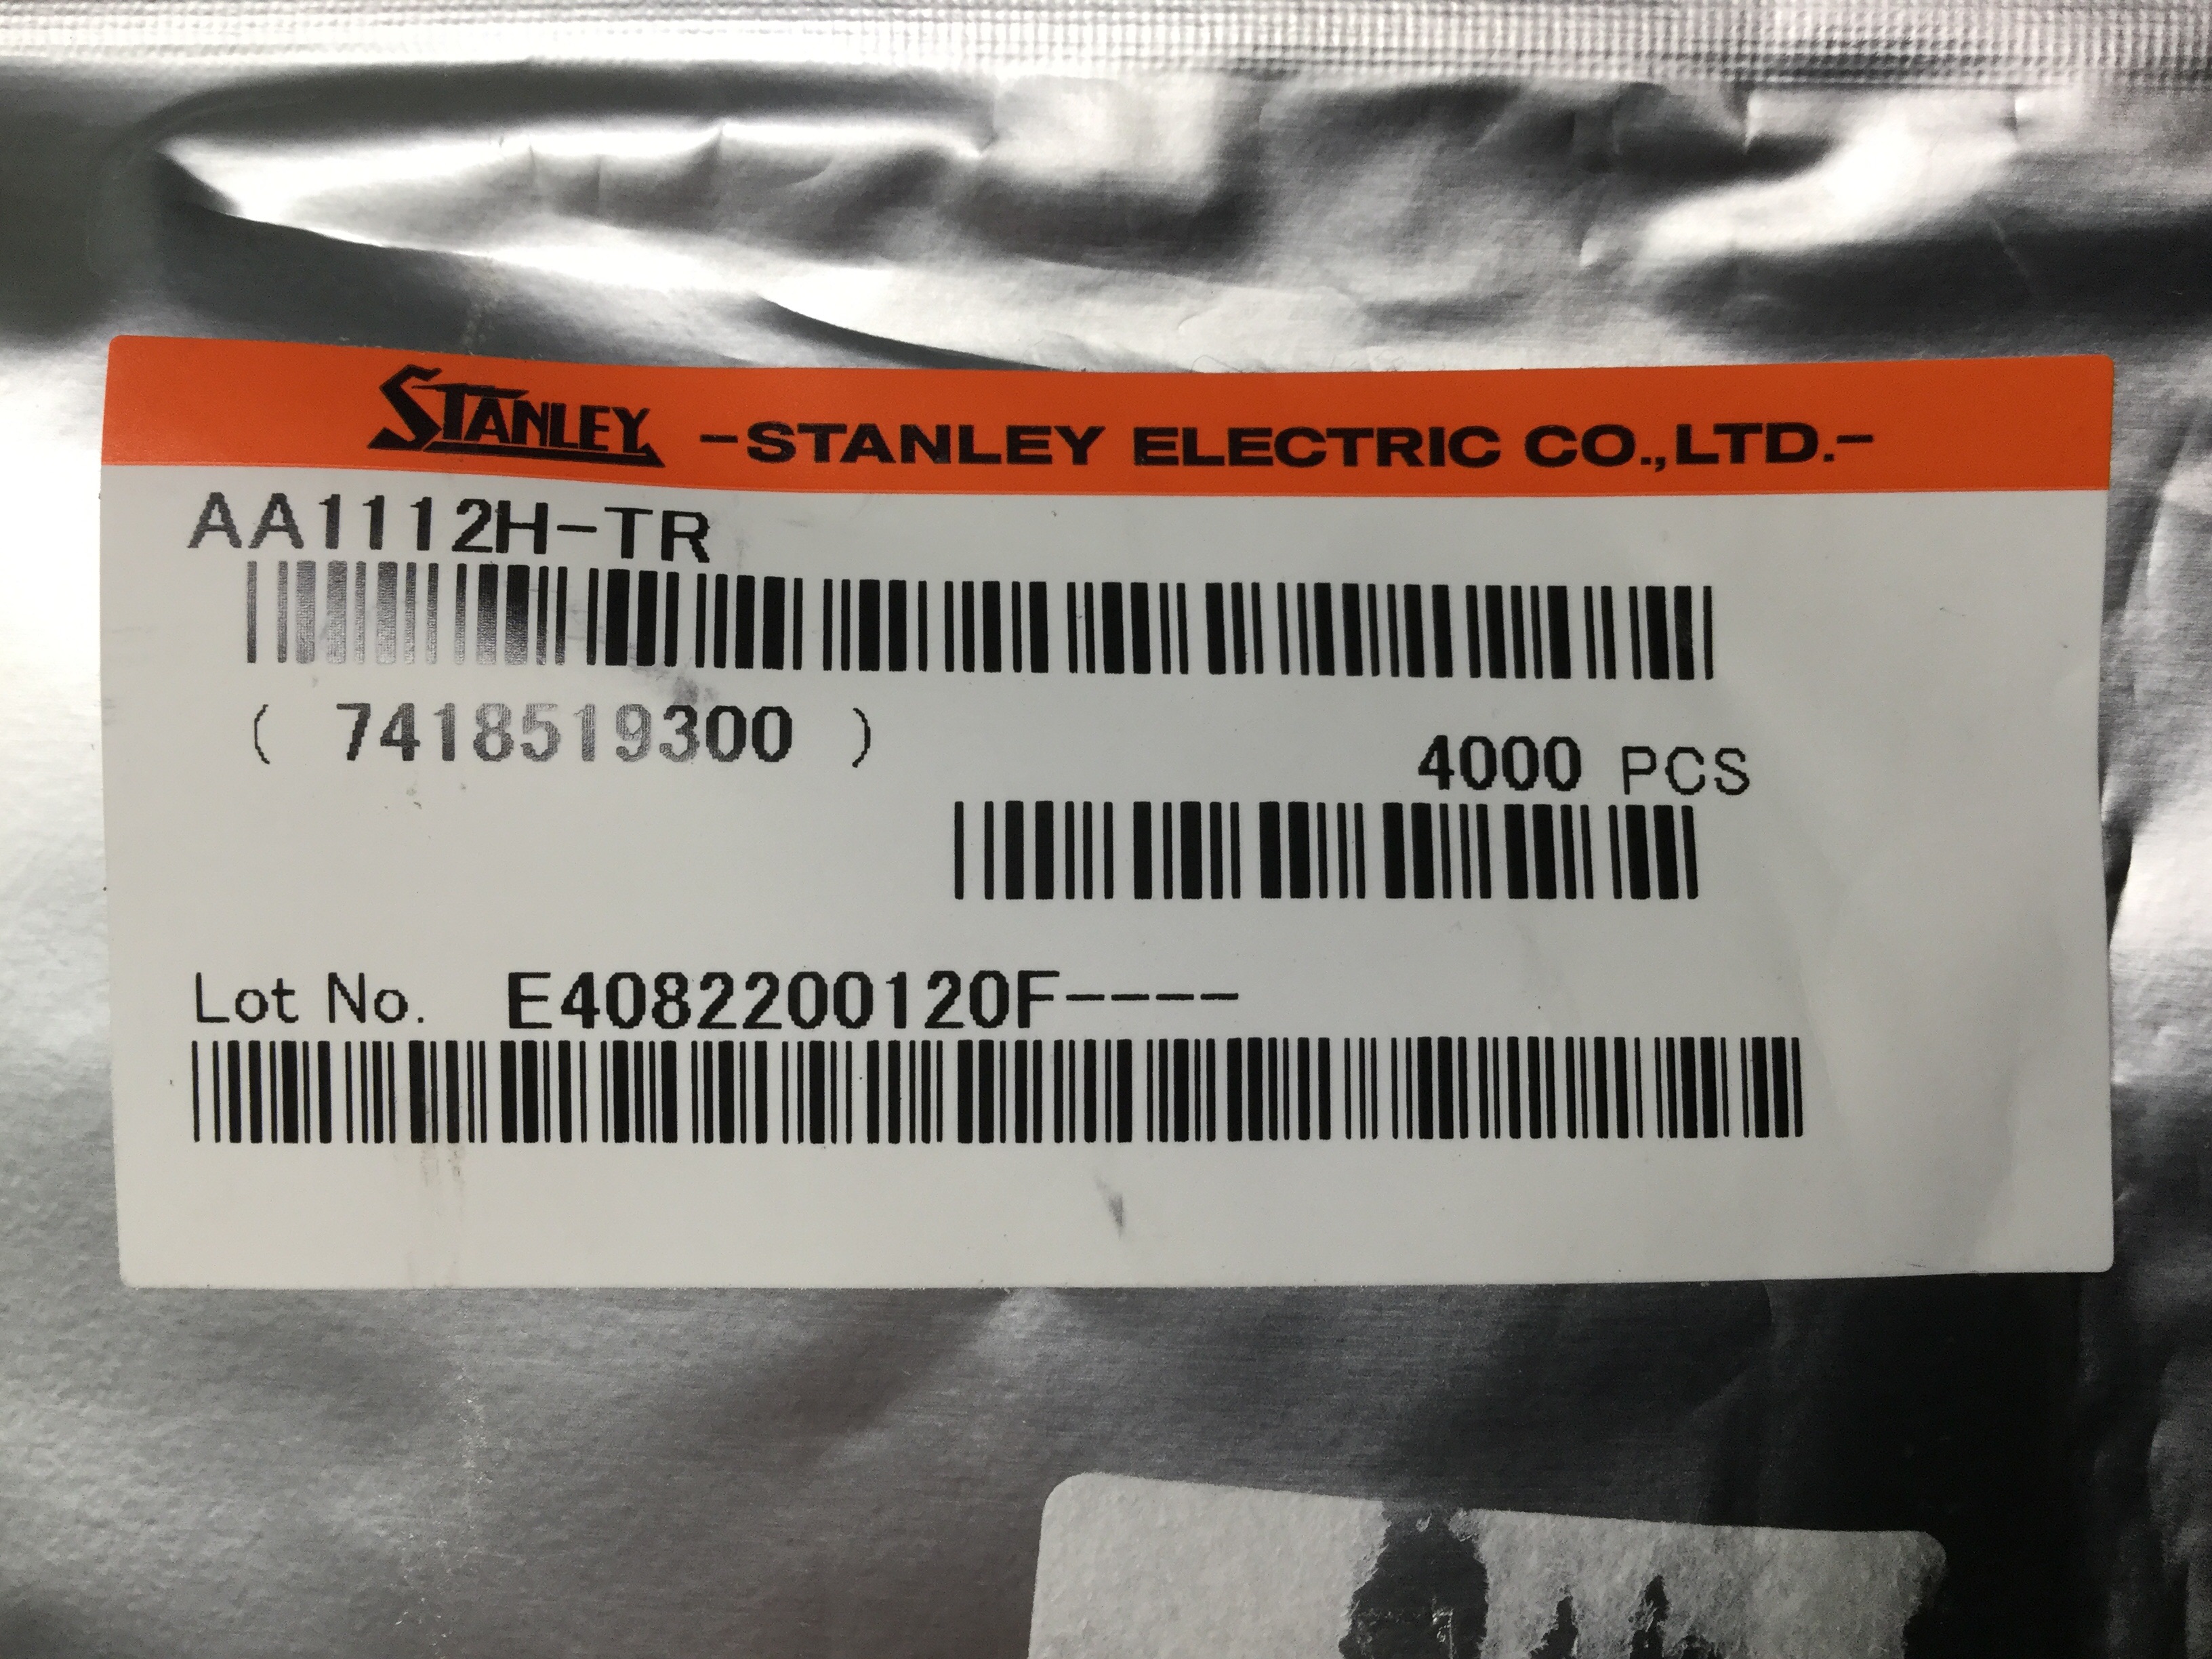 STANLEY -STANLEY ELECTRIC CO.,LTD.-
AA1112H-TR
( 7418519300 )
4000 PCS
Lot No. E4082200120F----